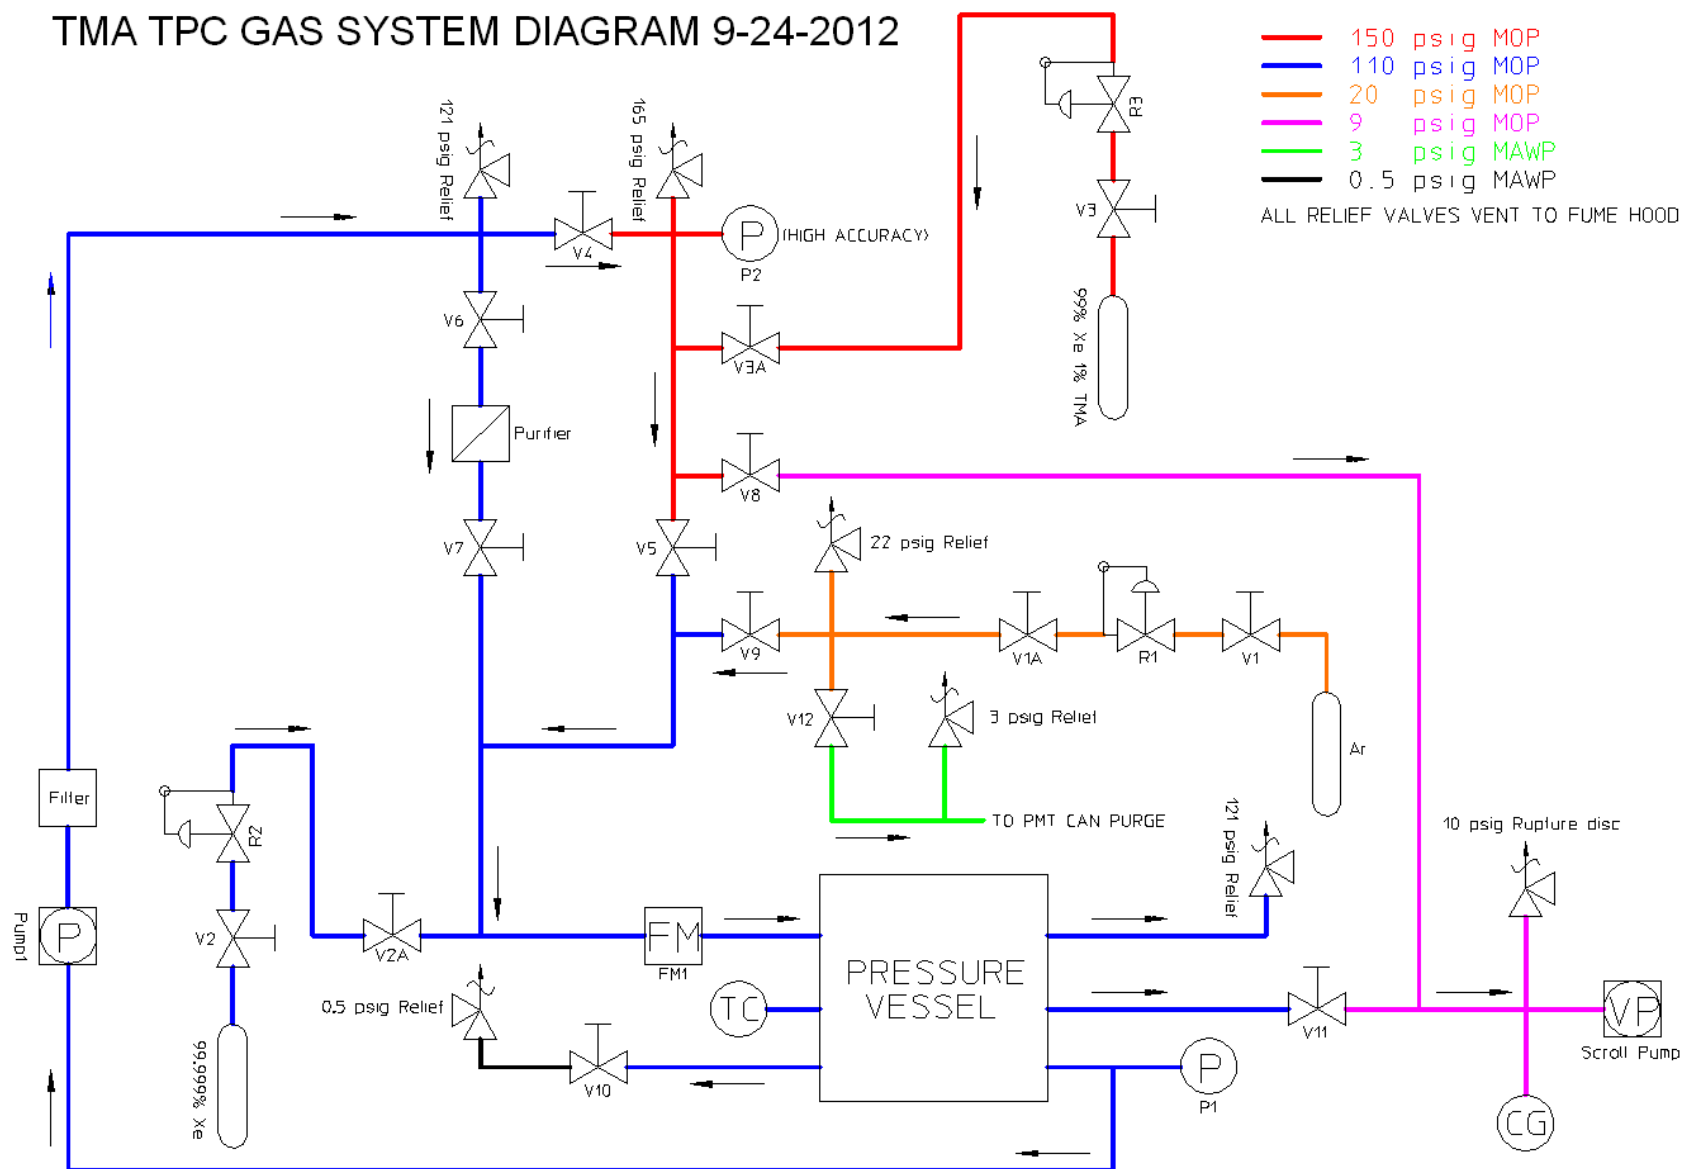 TMA TPC GAS SYSTEM DIAGRAM 9-24-2012
150 psig MOP
110 psig MOP
20 psig MOP
9 psig MOP
3 psig MAWP
0.5 psig MAWP
ALL RELIEF VALVES VENT TO FUME HOOD
121 psig Relief
165 psig Relief
R3
V3
99% Xe 1% TMA
V4
P
(HIGH ACCURACY)
P2
V6
V3A
Purifier
V8
V7
V5
22 psig Relief
V9
V1A
R1
V1
V12
3 psig Relief
Ar
TO PMT CAN PURGE
Filter
R2
121 psig Relief
10 psig Rupture disc
Pump1
P
V2
V2A
FM
FM1
PRESSURE
VESSEL
0.5 psig Relief
TC
V11
VP
Scroll Pump
99.999% Xe
V10
P
P1
CG